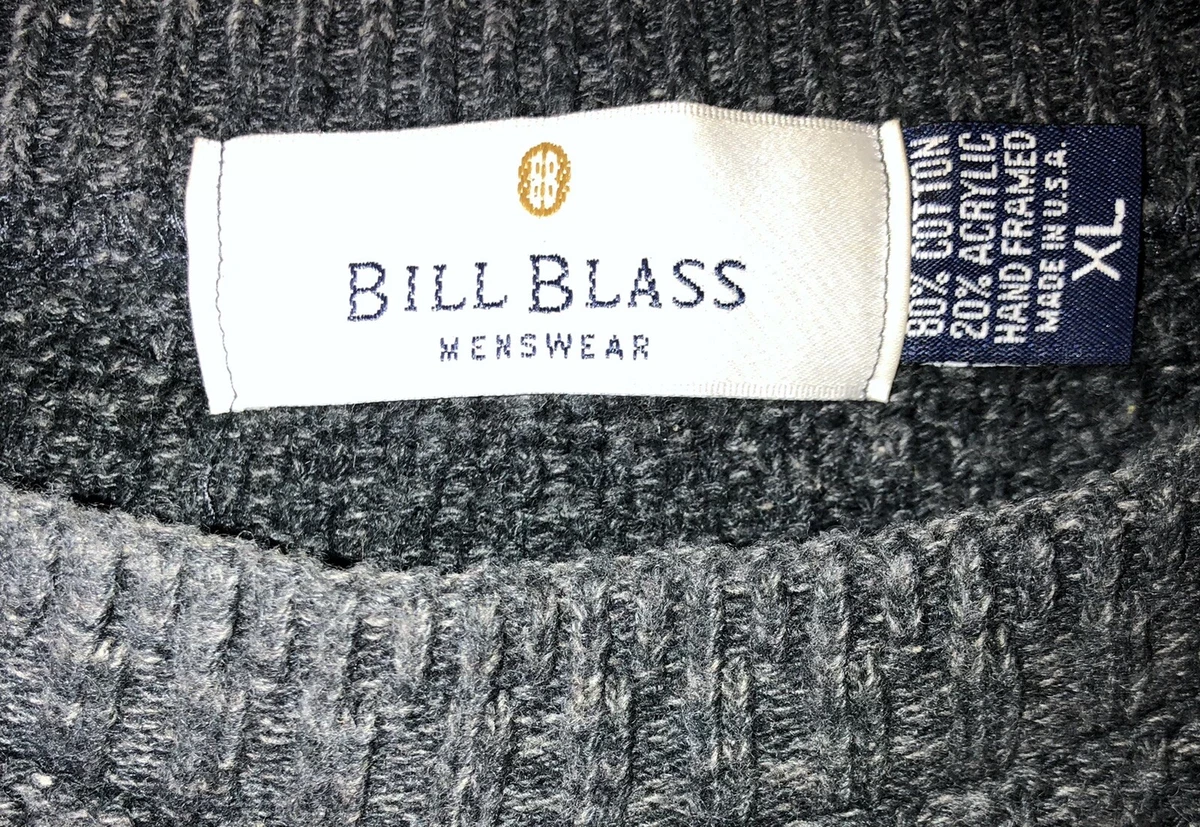 BILL BLASS
MENSWEAR
80% COTTON
20% ACRYLIC
HAND FRAMED
MADE IN U.S.A.
XL